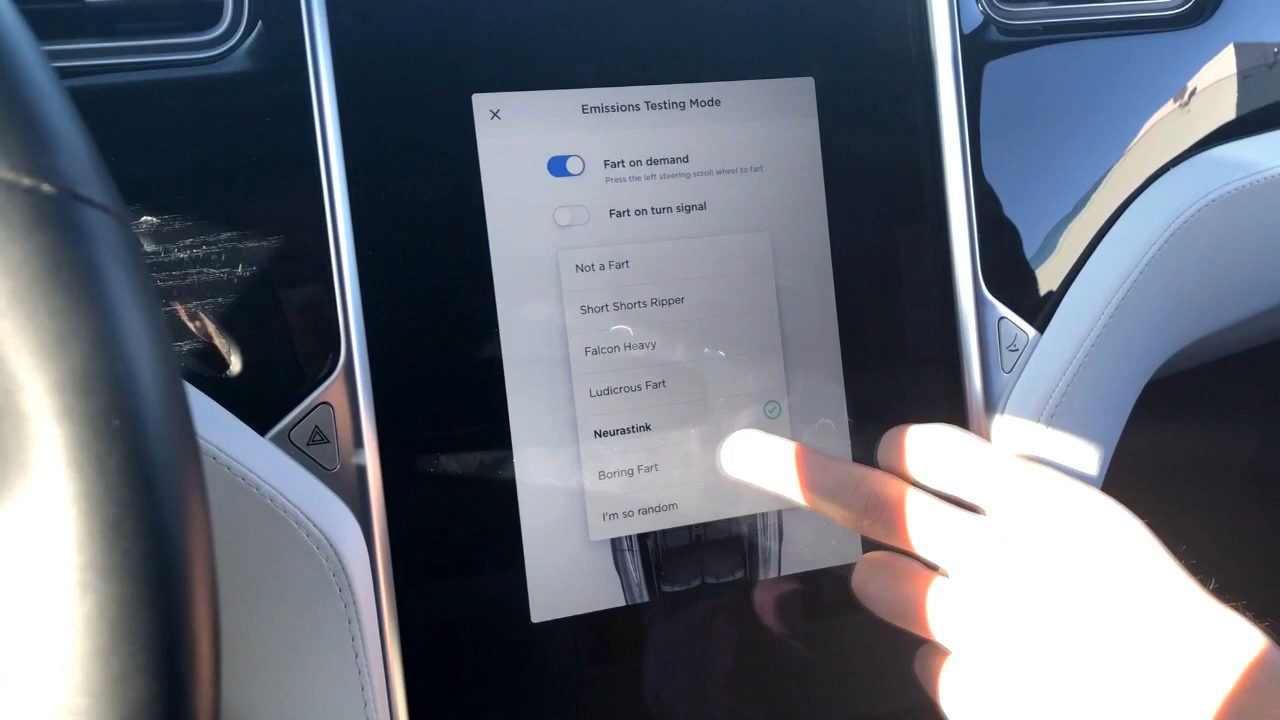 Emissions Testing Mode
Fart on demand
Press the left steering scroll wheel to fart
Fart on turn signal
Not a Fart
Short Shorts Ripper
Falcon Heavy
Ludicrous Fart
Neurastink
Boring Fart
I'm so random